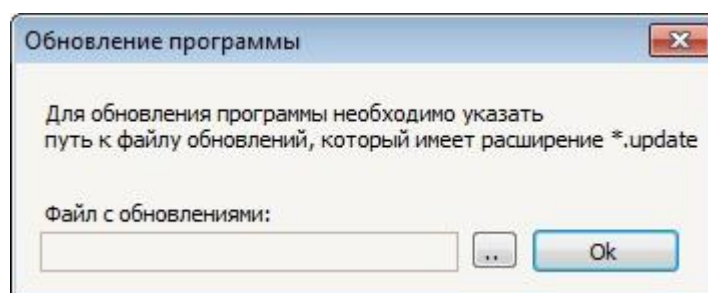 Обновление программы
Для обновления программы необходимо указать
путь к файлу обновлений, который имеет расширение *.update
Файл с обновлениями:
.. Ok